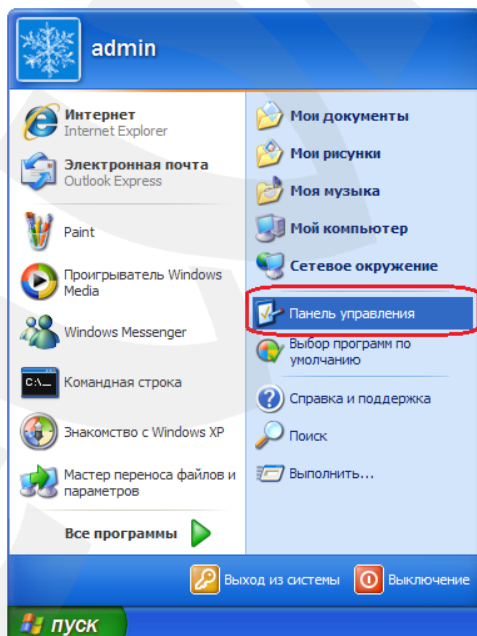 admin
Интернет
Internet Explorer
Электронная почта
Outlook Express
Paint
Проигрыватель Windows
Media
Windows Messenger
C:\_
Командная строка
Знакомство с Windows XP
Мастер переноса файлов и
параметров
Все программы
Мои документы
Мои рисунки
Моя музыка
Мой компьютер
Сетевое окружение
Панель управления
Выбор программ по
умолчанию
Справка и поддержка
Поиск
Выполнить...
Выход из системы
Выключение
пуск